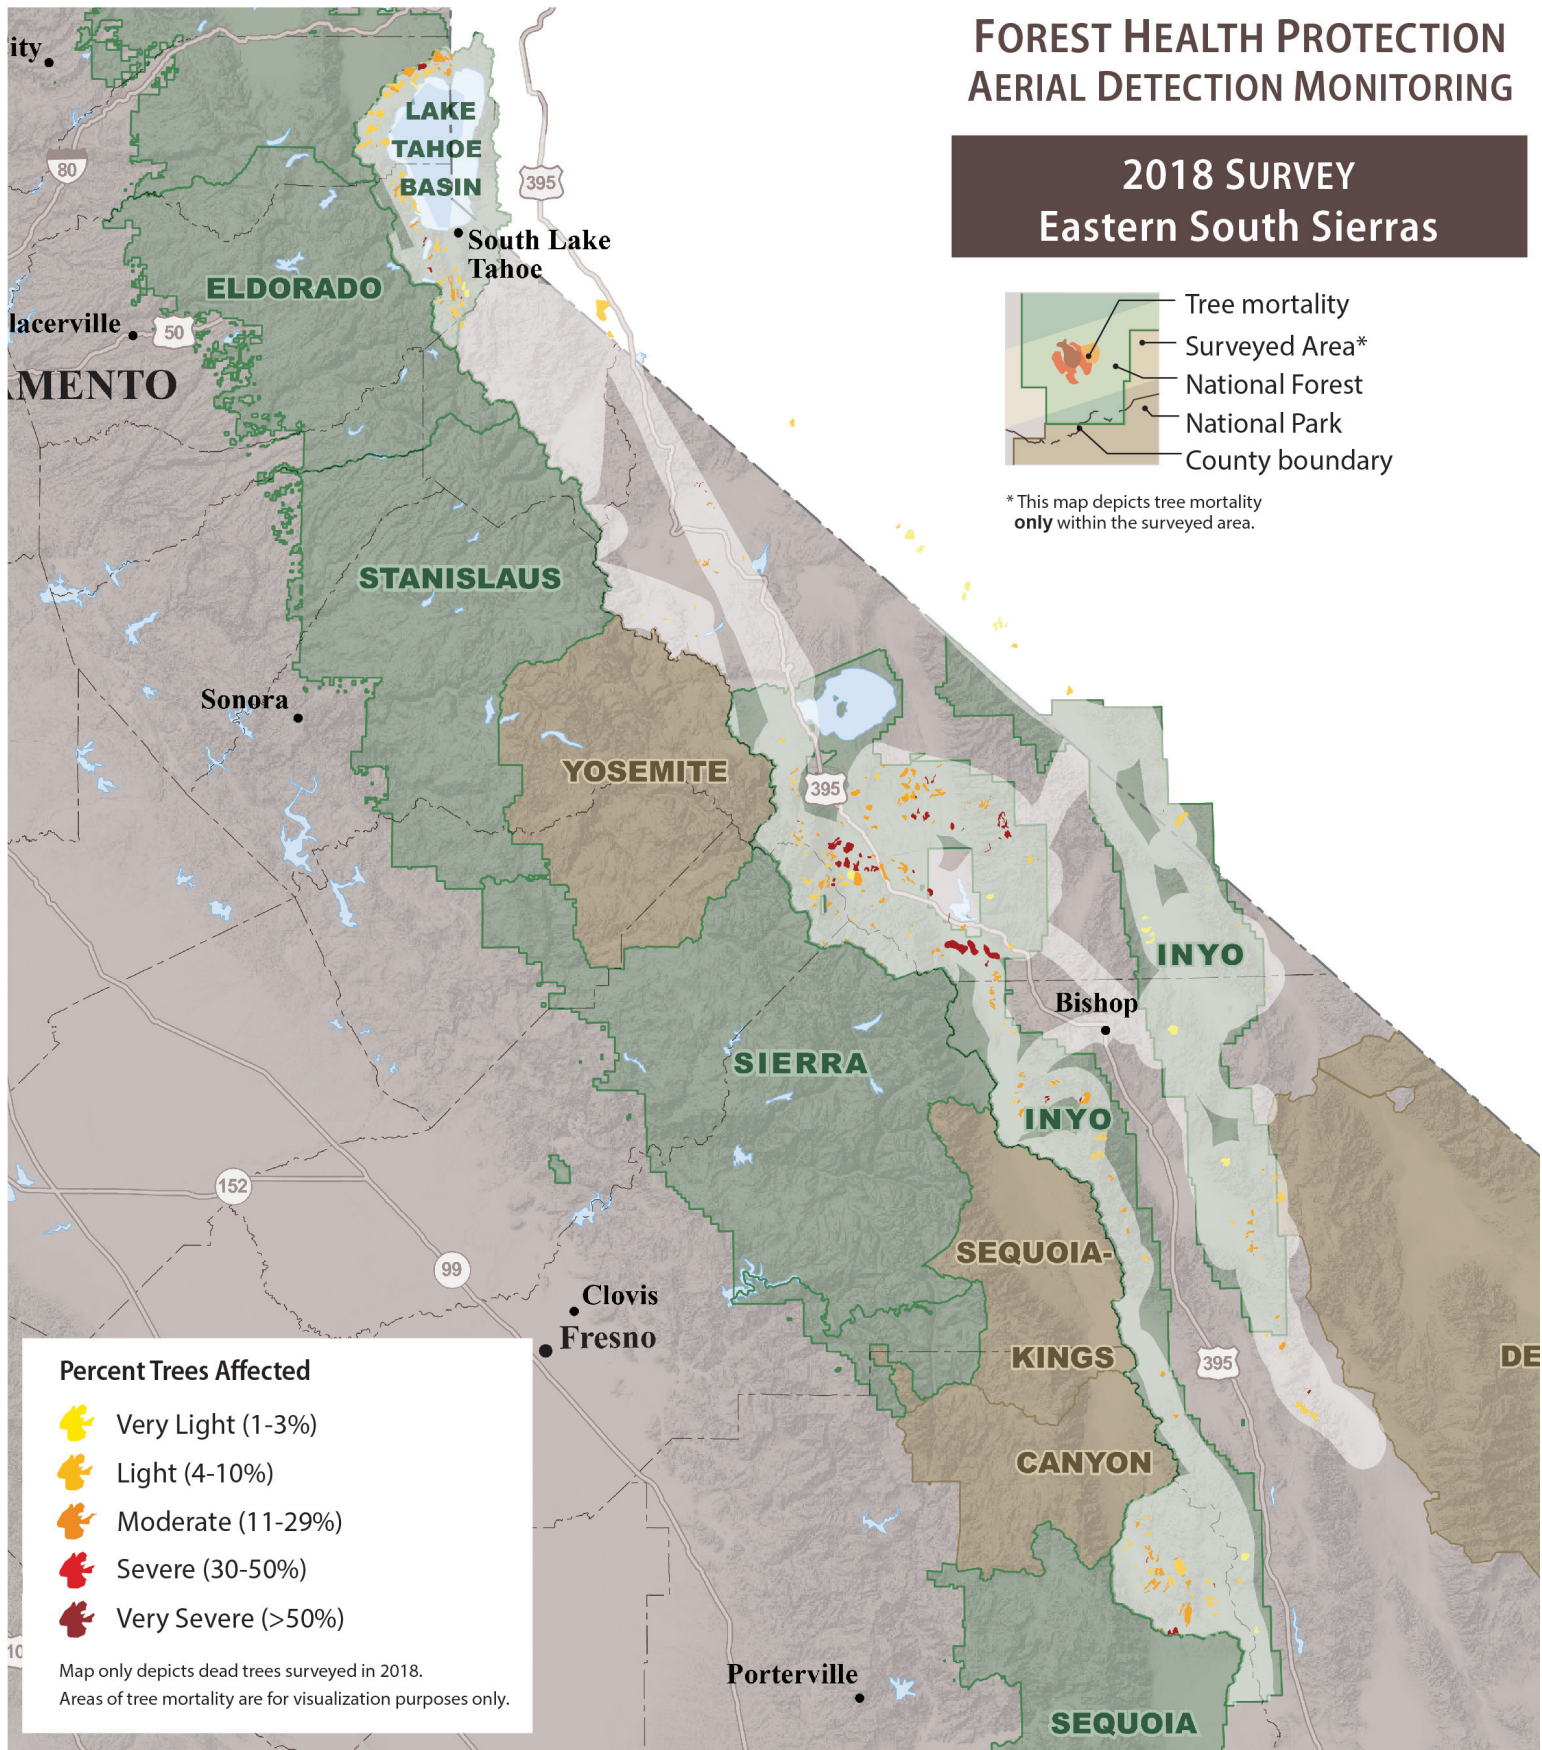 FOREST HEALTH PROTECTION
AERIAL DETECTION MONITORING
2018 SURVEY
Eastern South Sierras
Tree mortality
Surveyed Area*
National Forest
National Park
County boundary
* This map depicts tree mortality
only within the surveyed area.
ity
80
LAKE
TAHOE
BASIN
395
South Lake
Tahoe
ELDORADO
lacerville
50
AMENTO
STANISLAUS
Sonora
YOSEMITE
395
INYO
Bishop
SIERRA
INYO
152
SEQUOIA-
99
Clovis
Fresno
KINGS
395
DE
CANYON
Porterville
SEQUOIA
10
Percent Trees Affected
Very Light (1-3%)
Light (4-10%)
Moderate (11-29%)
Severe (30-50%)
Very Severe (>50%)
Map only depicts dead trees surveyed in 2018.
Areas of tree mortality are for visualization purposes only.